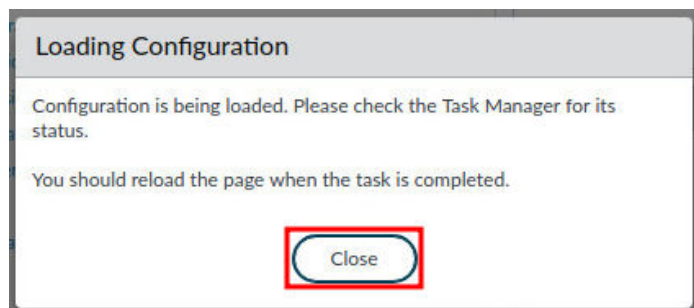 Loading Configuration
Configuration is being loaded. Please check the Task Manager for its
status.
You should reload the page when the task is completed.
Close